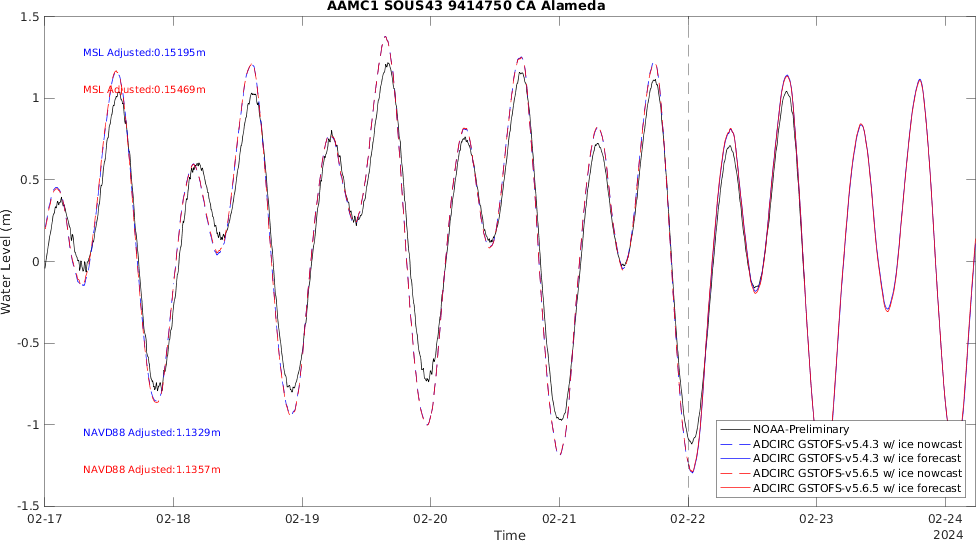 AAMC1 SOUS43 9414750 CA Alameda
1.5
MSL Adjusted:0.15195m
1
MSL Adjusted:0.15469m
0.5
Water Level (m)
0
-0.5
-1
NAVD88 Adjusted:1.1329m
NAVD88 Adjusted:1.1357m
-1.5
NOAA-Preliminary
ADCIRC GSTOFS-v5.4.3 w/ ice nowcast
ADCIRC GSTOFS-v5.4.3 w/ ice forecast
ADCIRC GSTOFS-v5.6.5 w/ ice nowcast
ADCIRC GSTOFS-v5.6.5 w/ ice forecast
02-17 02-18 02-19 02-20 02-21 02-22 02-23 02-24
Time
2024